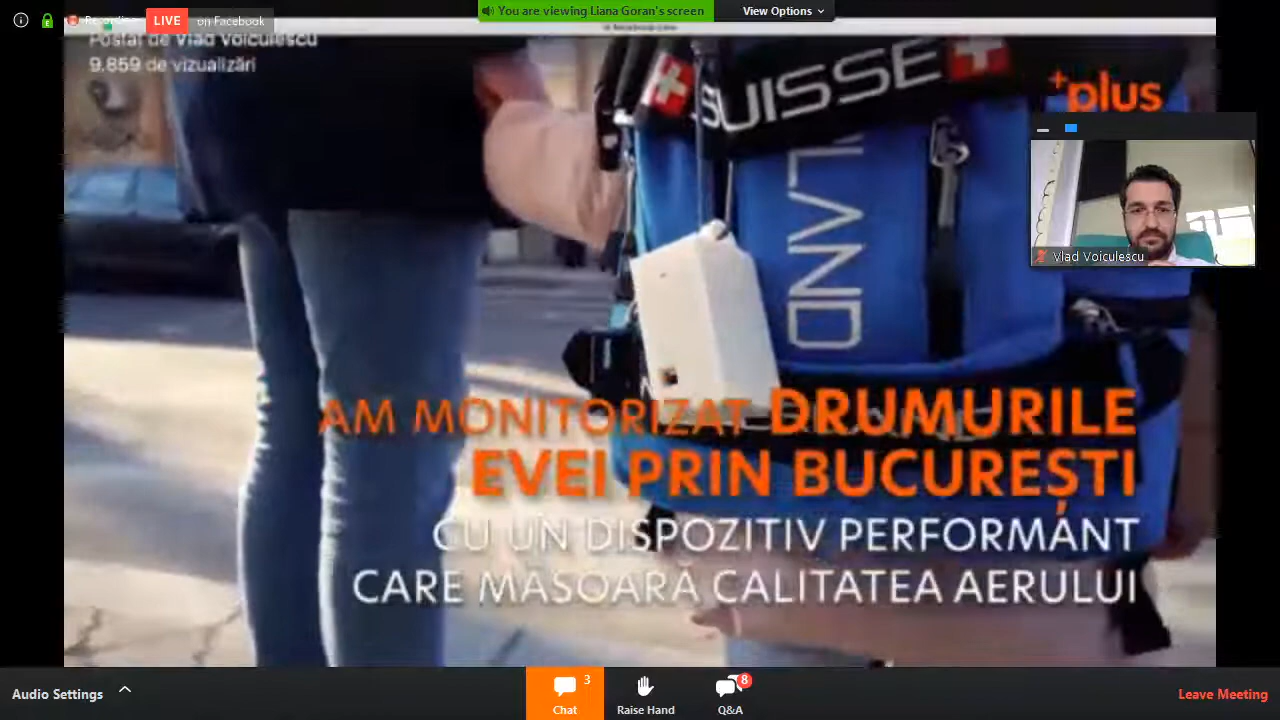 Recording
LIVE on Facebook
You are viewing Liana Goran's screen
View Options
Postat de Vlad Voiculescu
9.859 de vizualizări
+plus
SUISSE
LAND
Vlad Voiculescu
AM MONITORIZAT DRUMURILE
EVEI PRIN BUCUREȘTI
CU UN DISPOZITIV PERFORMANT
CARE MĂSOARĂ CALITATEA AERULUI
Audio Settings
3
Chat
Raise Hand
8
Q&A
Leave Meeting